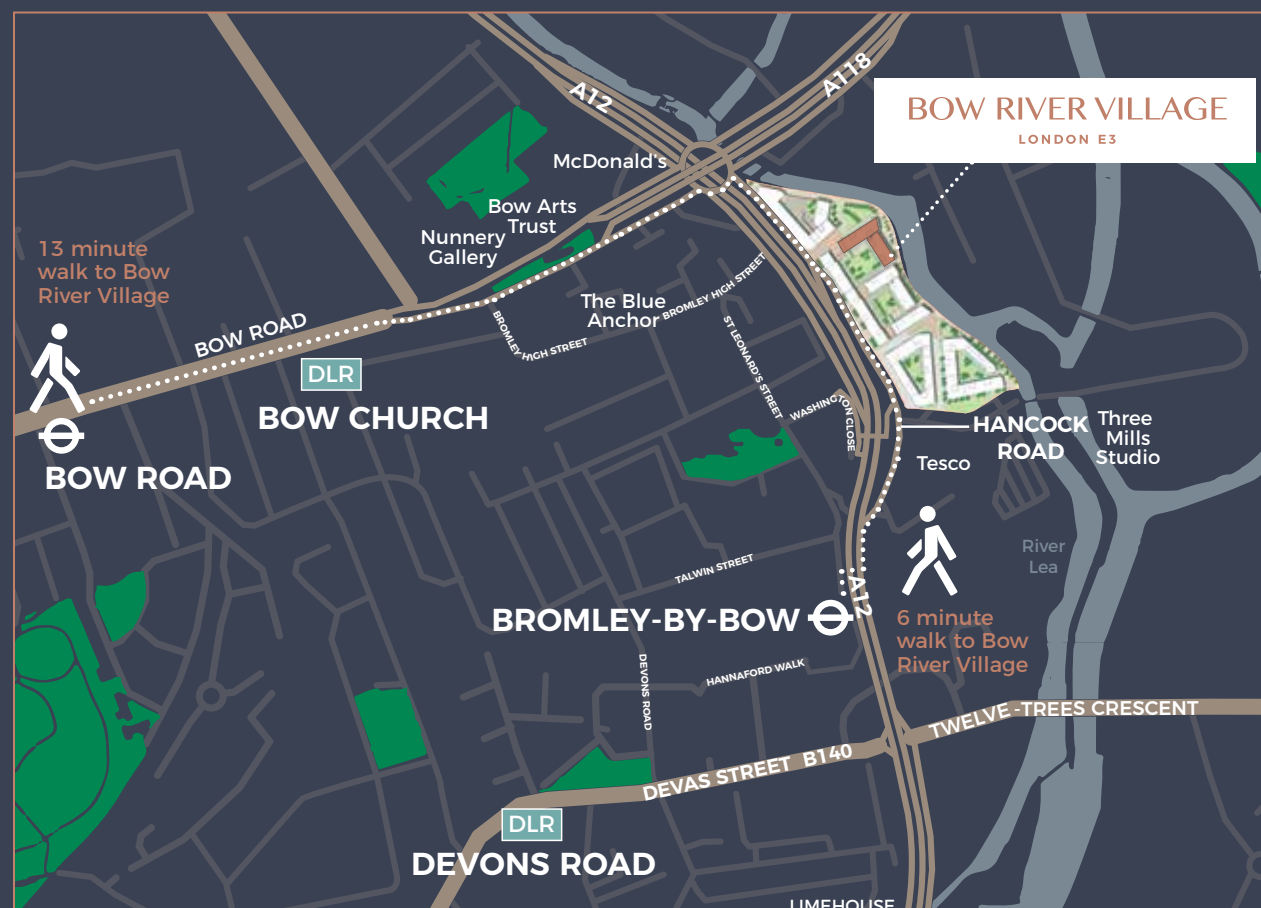 A12
A118
BOW RIVER VILLAGE
LONDON E3
McDonald's
Bow Arts
Trust
Nunnery
Gallery
13 minute
walk to Bow
River Village
BOW ROAD
The Blue
Anchor
BROMLEY HIGH STREET
BROMLEY HIGH STREET
ST LEONARD'S STREET
WASHINGTON CLOSE
DLR
BOW CHURCH
BOW ROAD
HANCOCK
ROAD
Three
Mills
Studio
Tesco
River
Lea
TALWIN STREET
A12
BROMLEY-BY-BOW
6 minute
walk to Bow
River Village
DEVONS ROAD
HANNAFORD WALK
TWELVE -TREES CRESCENT
DEVAS STREET B140
DLR
DEVONS ROAD
LIMEHOUSE